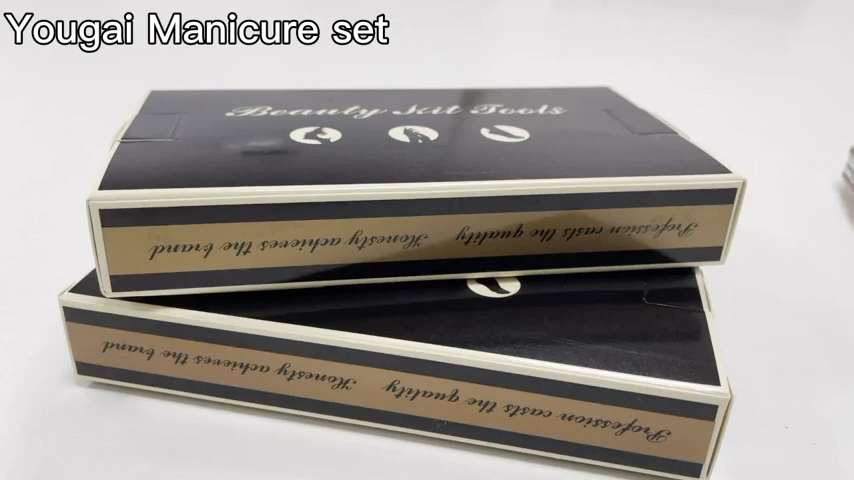 Yougai Manicure set
Beauty Kit Tools
Profession casts the quality   Honesty achieves the brand
Profession casts the quality   Honesty achieves the brand